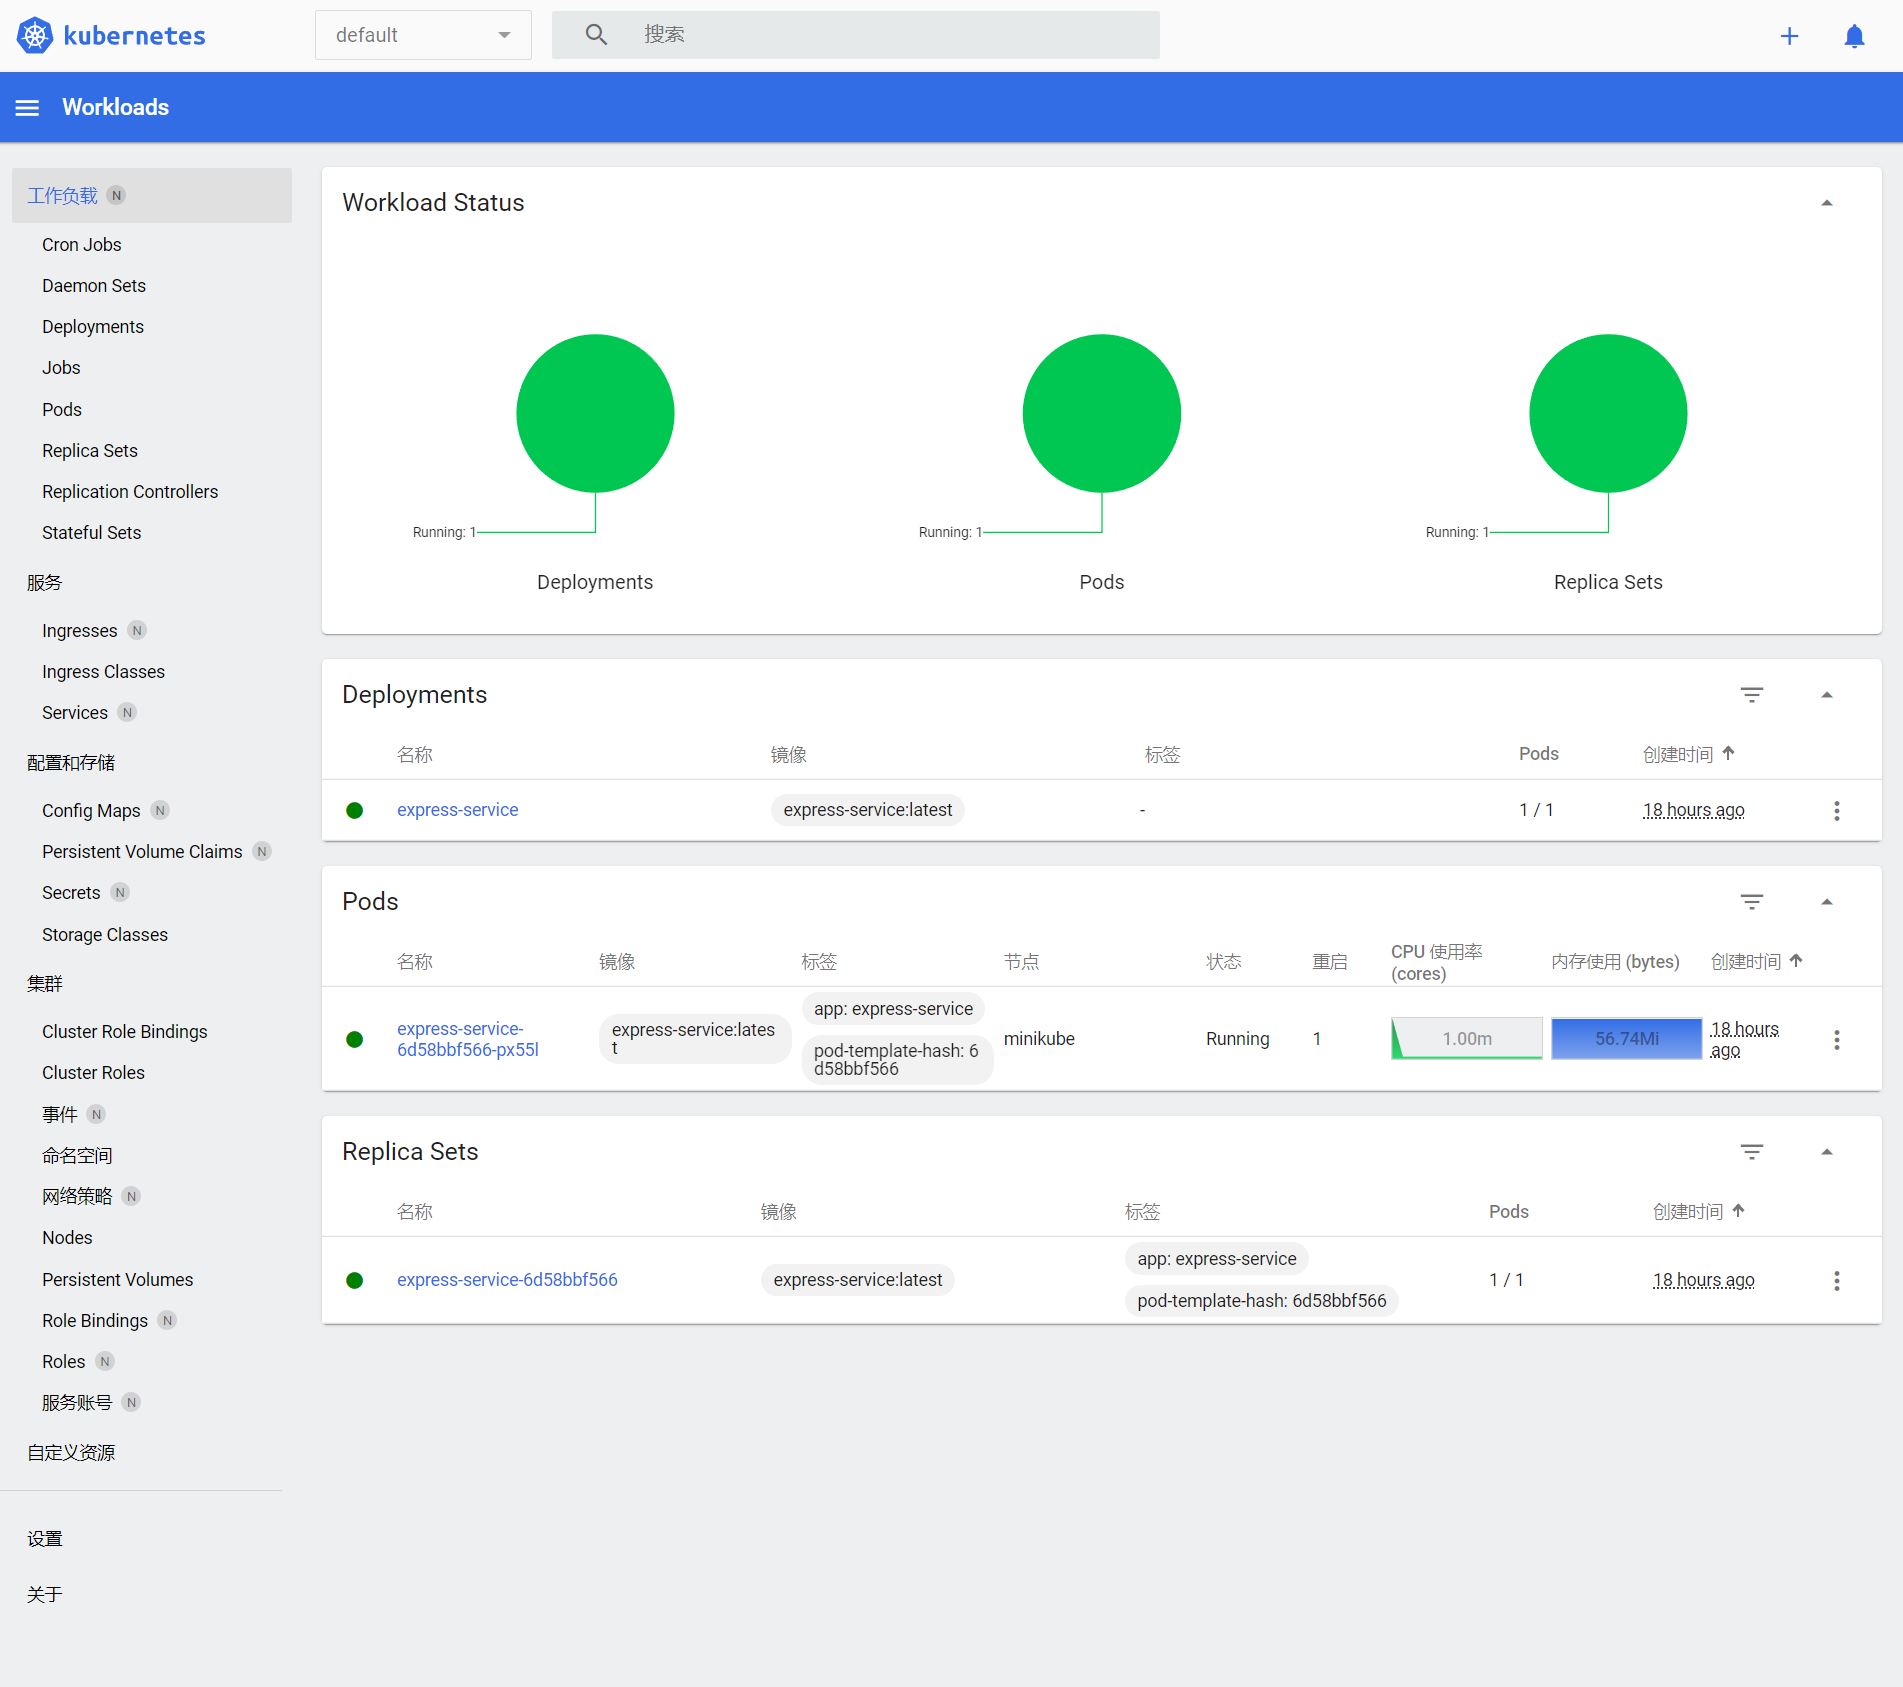 kubernetes
default
搜索
Workloads
工作负载 N
Cron Jobs
Daemon Sets
Deployments
Jobs
Pods
Replica Sets
Replication Controllers
Stateful Sets
服务
Ingresses N
Ingress Classes
Services N
配置和存储
Config Maps N
Persistent Volume Claims N
Secrets N
Storage Classes
集群
Cluster Role Bindings
Cluster Roles
事件 N
命名空间
网络策略 N
Nodes
Persistent Volumes
Role Bindings N
Roles N
服务账号 N
自定义资源
设置
关于
Workload Status
Running: 1
Deployments
Running: 1
Pods
Running: 1
Replica Sets
Deployments
名称 镜像 标签 Pods 创建时间
express-service express-service:latest - 1 / 1 18 hours ago
Pods
名称 镜像 标签 节点 状态 重启 CPU 使用率 (cores) 内存使用 (bytes) 创建时间
express-service-
6d58bbf566-px55l
express-service:lates
t
app: express-service
pod-template-hash: 6
d58bbf566
minikube
Running
1
1.00m
56.74Mi
18 hours
ago
Replica Sets
名称 镜像 标签 Pods 创建时间
express-service-6d58bbf566
express-service:latest
app: express-service
pod-template-hash: 6d58bbf566
1 / 1
18 hours ago